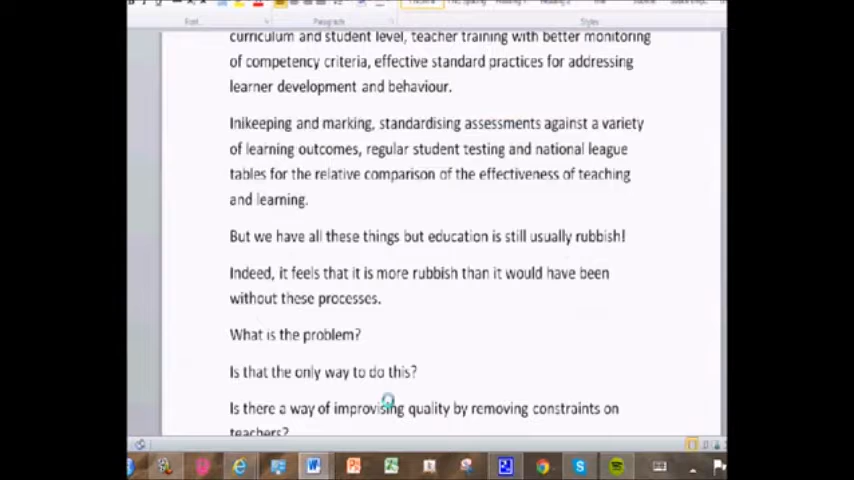 Font
Paragraph
Styles
curriculum and student level, teacher training with better monitoring
of competency criteria, effective standard practices for addressing
learner development and behaviour.
Inikeeping and marking, standardising assessments against a variety
of learning outcomes, regular student testing and national league
tables for the relative comparison of the effectiveness of teaching
and learning.
But we have all these things but education is still usually rubbish!
Indeed, it feels that it is more rubbish than it would have been
without these processes.
What is the problem?
Is that the only way to do this?
Is there a way of improvising quality by removing constraints on
teachers?